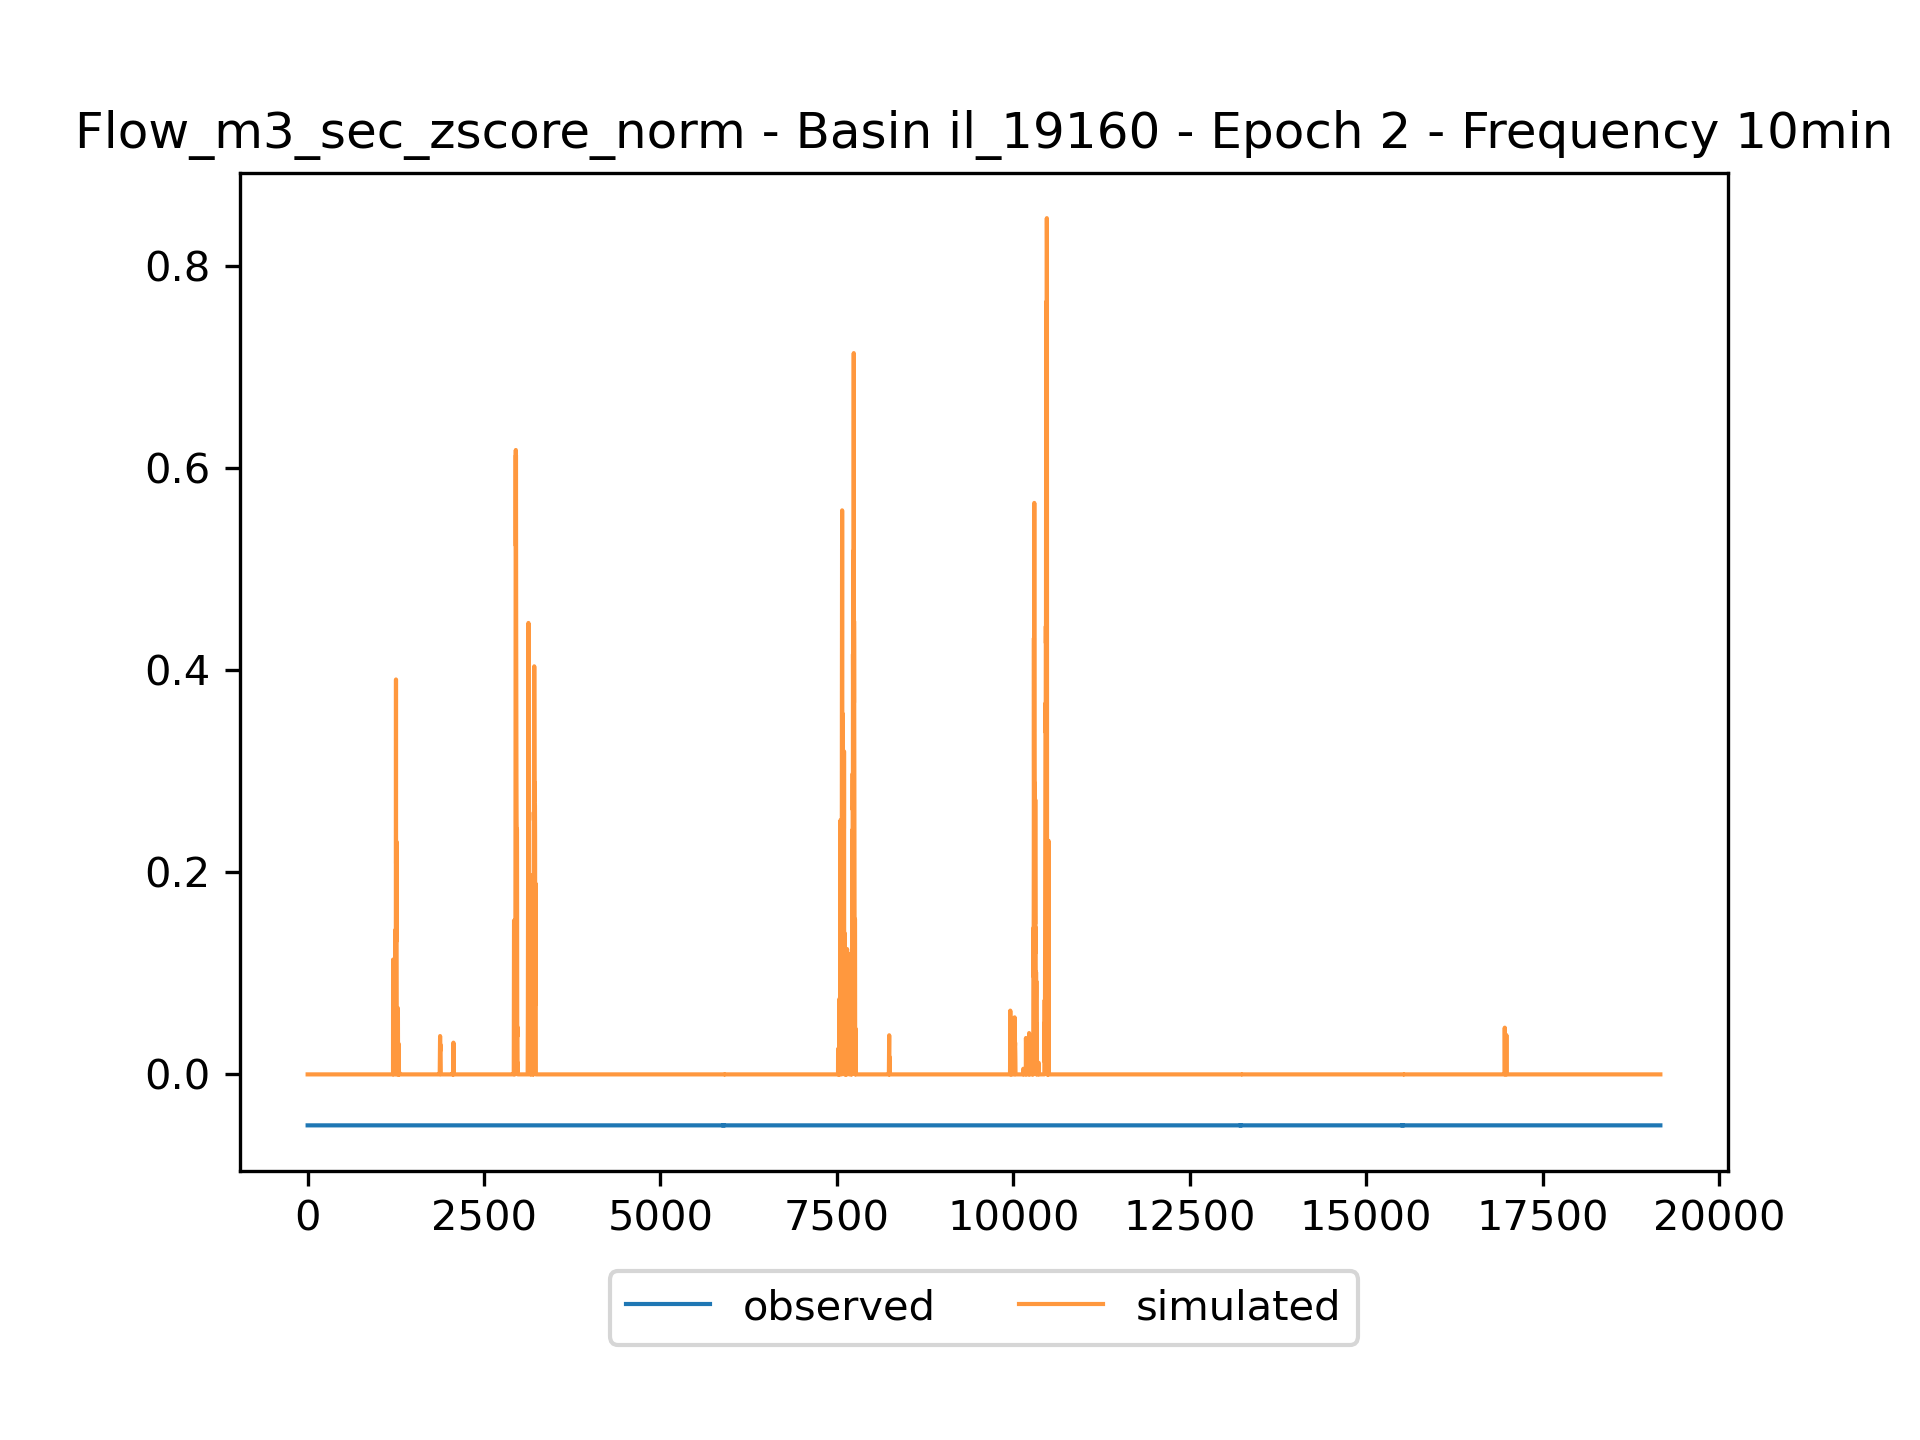 Flow_m3_sec_zscore_norm - Basin il_19160 - Epoch 2 - Frequency 10min
0.8
0.6
0.4
0.2
0.0
0 2500 5000 7500 10000 12500 15000 17500 20000
observed simulated